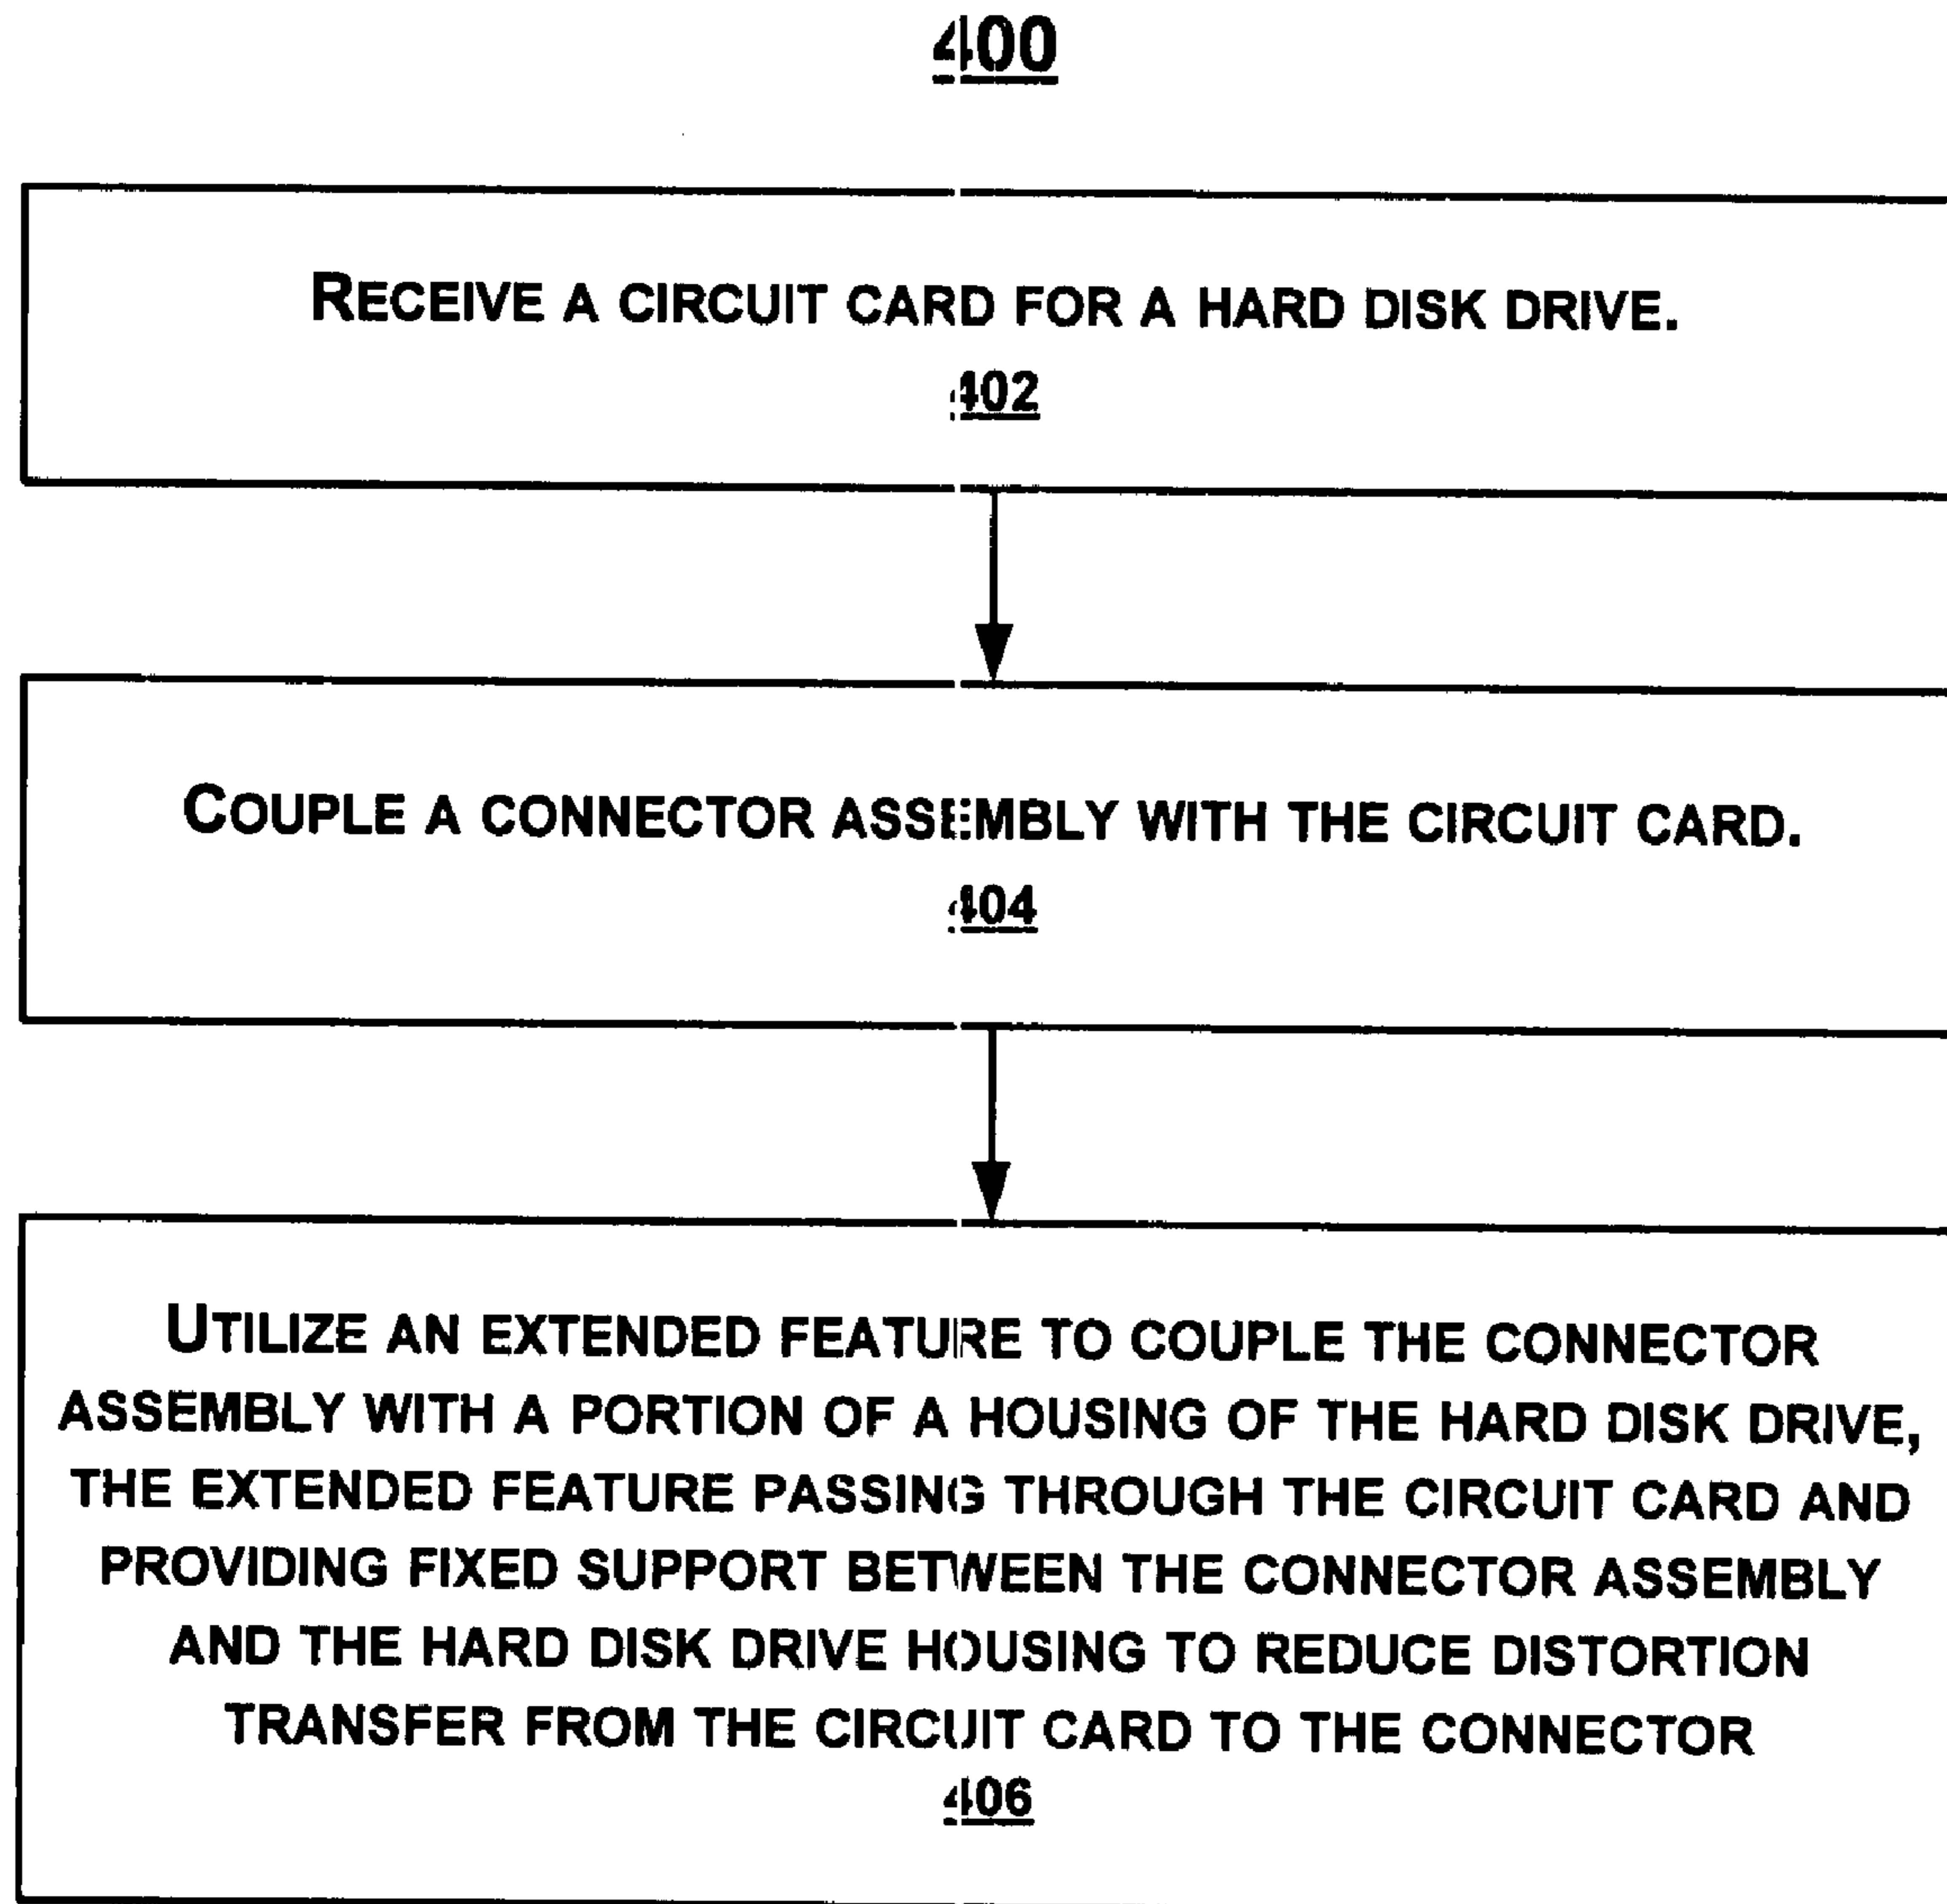 400
RECEIVE A CIRCUIT CARD FOR A HARD DISK DRIVE.
402
COUPLE A CONNECTOR ASSEMBLY WITH THE CIRCUIT CARD.
404
UTILIZE AN EXTENDED FEATURE TO COUPLE THE CONNECTOR
ASSEMBLY WITH A PORTION OF A HOUSING OF THE HARD DISK DRIVE,
THE EXTENDED FEATURE PASSING THROUGH THE CIRCUIT CARD AND
PROVIDING FIXED SUPPORT BETWEEN THE CONNECTOR ASSEMBLY
AND THE HARD DISK DRIVE HOUSING TO REDUCE DISTORTION
TRANSFER FROM THE CIRCUIT CARD TO THE CONNECTOR
406